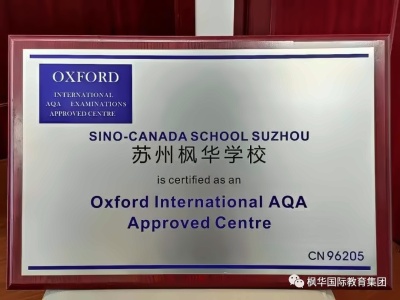 OXFORD
INTERNATIONAL
AQA EXAMINATIONS
APPROVED CENTRE
SINO-CANADA SCHOOL SUZHOU
苏州枫华学校
is certified as an
Oxford International AQA
Approved Centre
CN 96205
枫华国际教育集团